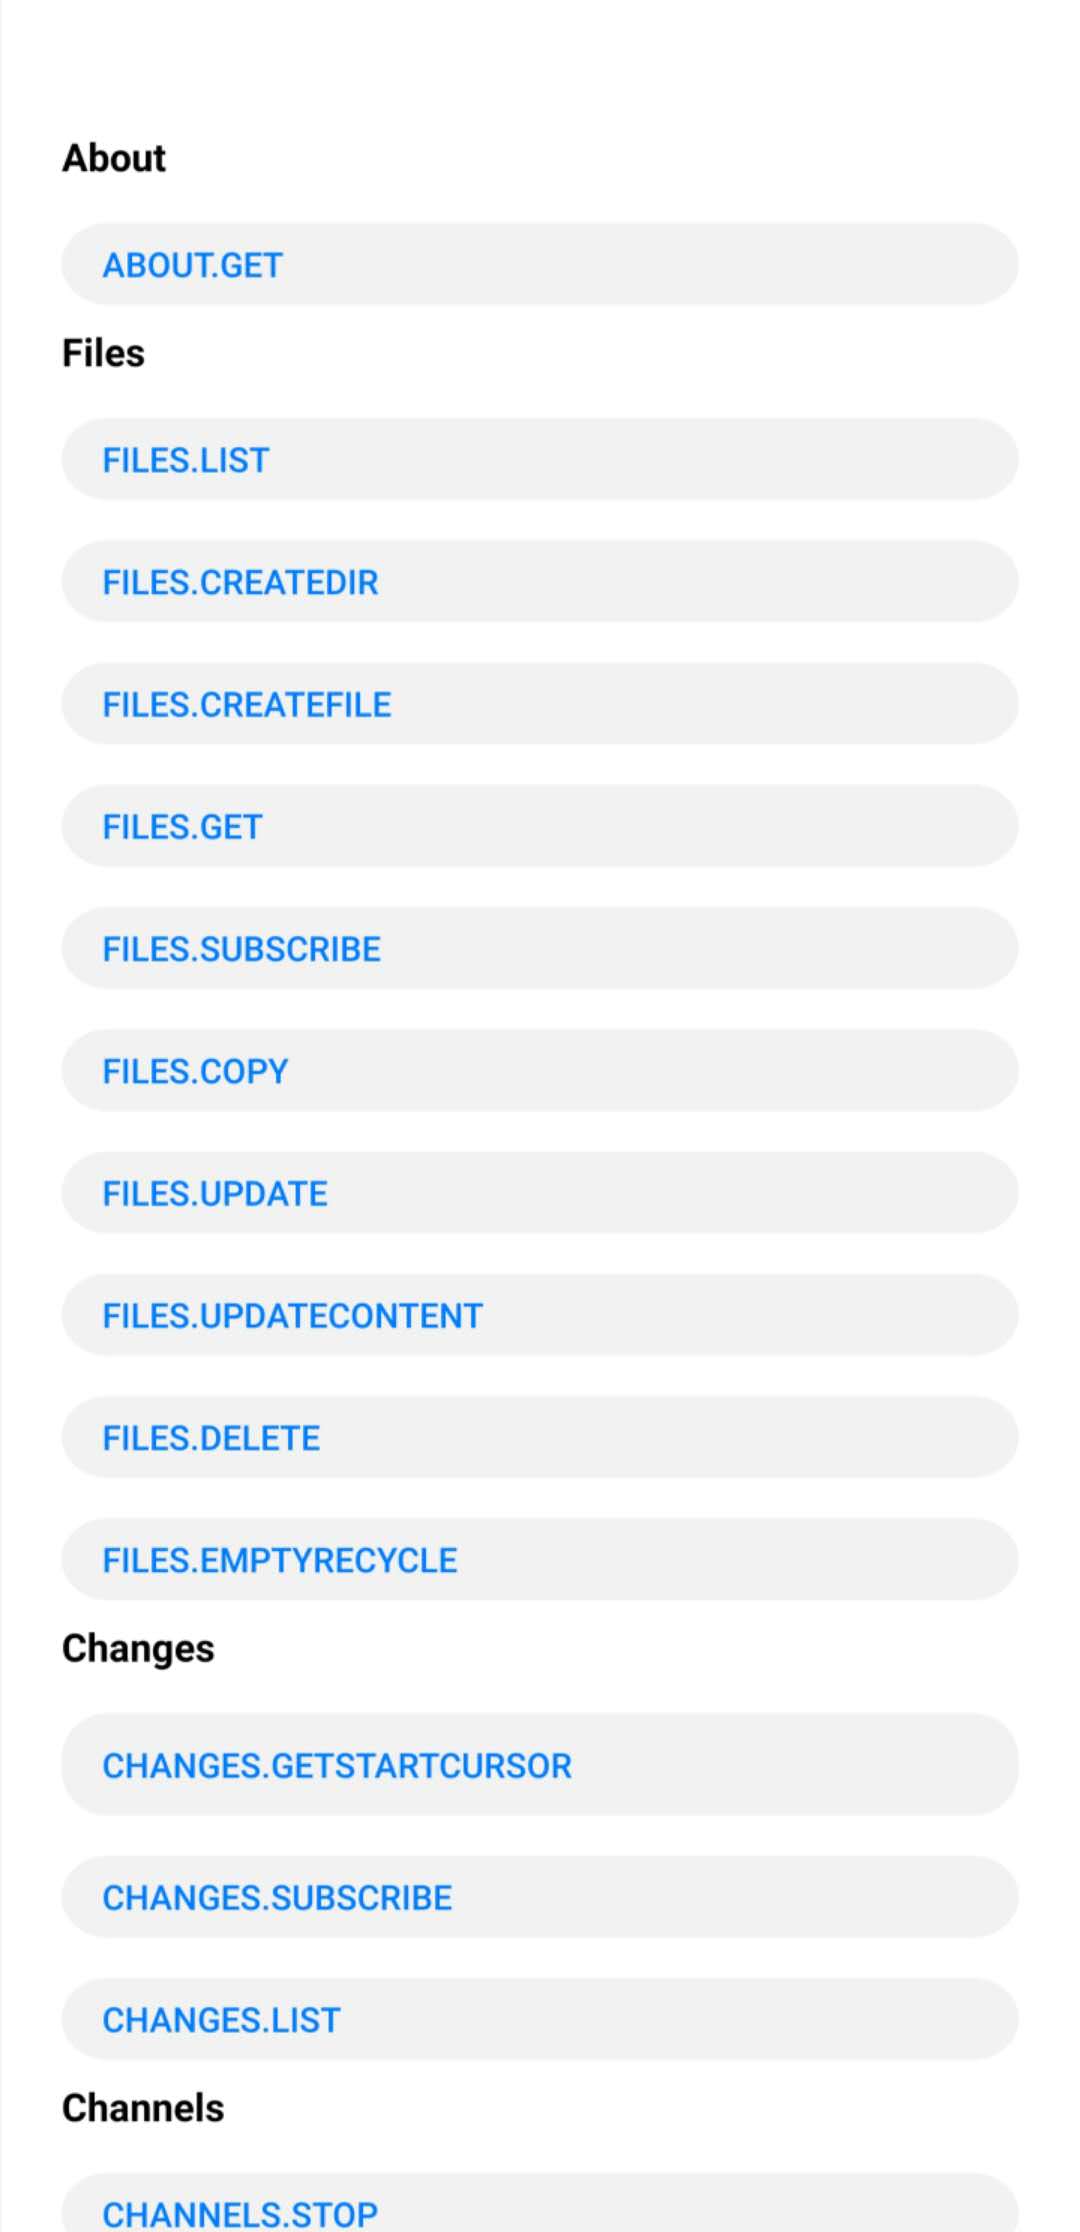 About
ABOUT.GET
Files
FILES.LIST
FILES.CREATEDIR
FILES.CREATEFILE
FILES.GET
FILES.SUBSCRIBE
FILES.COPY
FILES.UPDATE
FILES.UPDATECONTENT
FILES.DELETE
FILES.EMPTYRECYCLE
Changes
CHANGES.GETSTARTCURSOR
CHANGES.SUBSCRIBE
CHANGES.LIST
Channels
CHANNELS.STOP